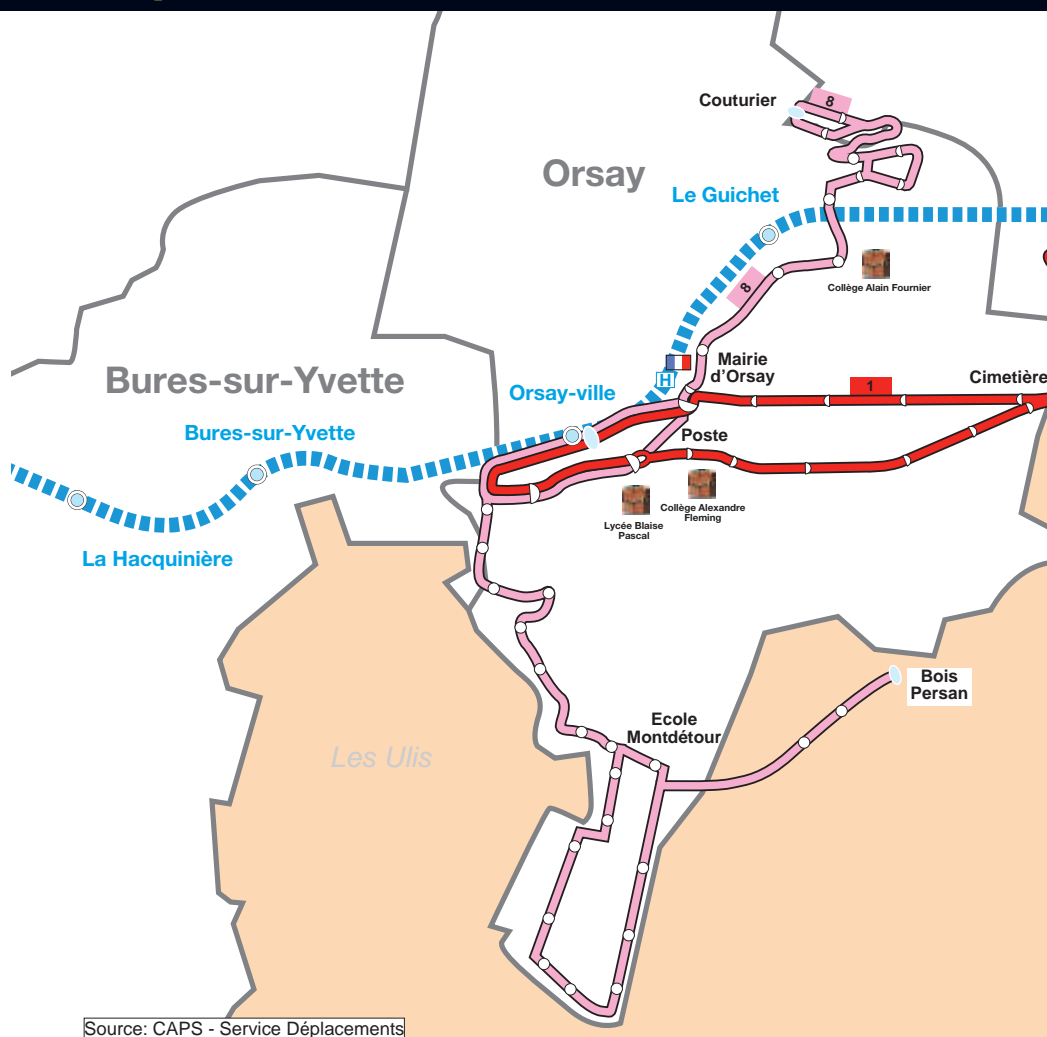 Couturier
8
Orsay
Le Guichet
8
Collège Alain Fournier
Mairie
d'Orsay
H
Bures-sur-Yvette
Orsay-ville
1
Cimetière
Bures-sur-Yvette
Poste
Lycée Blaise
Pascal
Collège Alexandre
Fleming
La Hacquinière
Bois
Persan
Ecole
Montdétour
Les Ulis
Source: CAPS - Service Déplacements